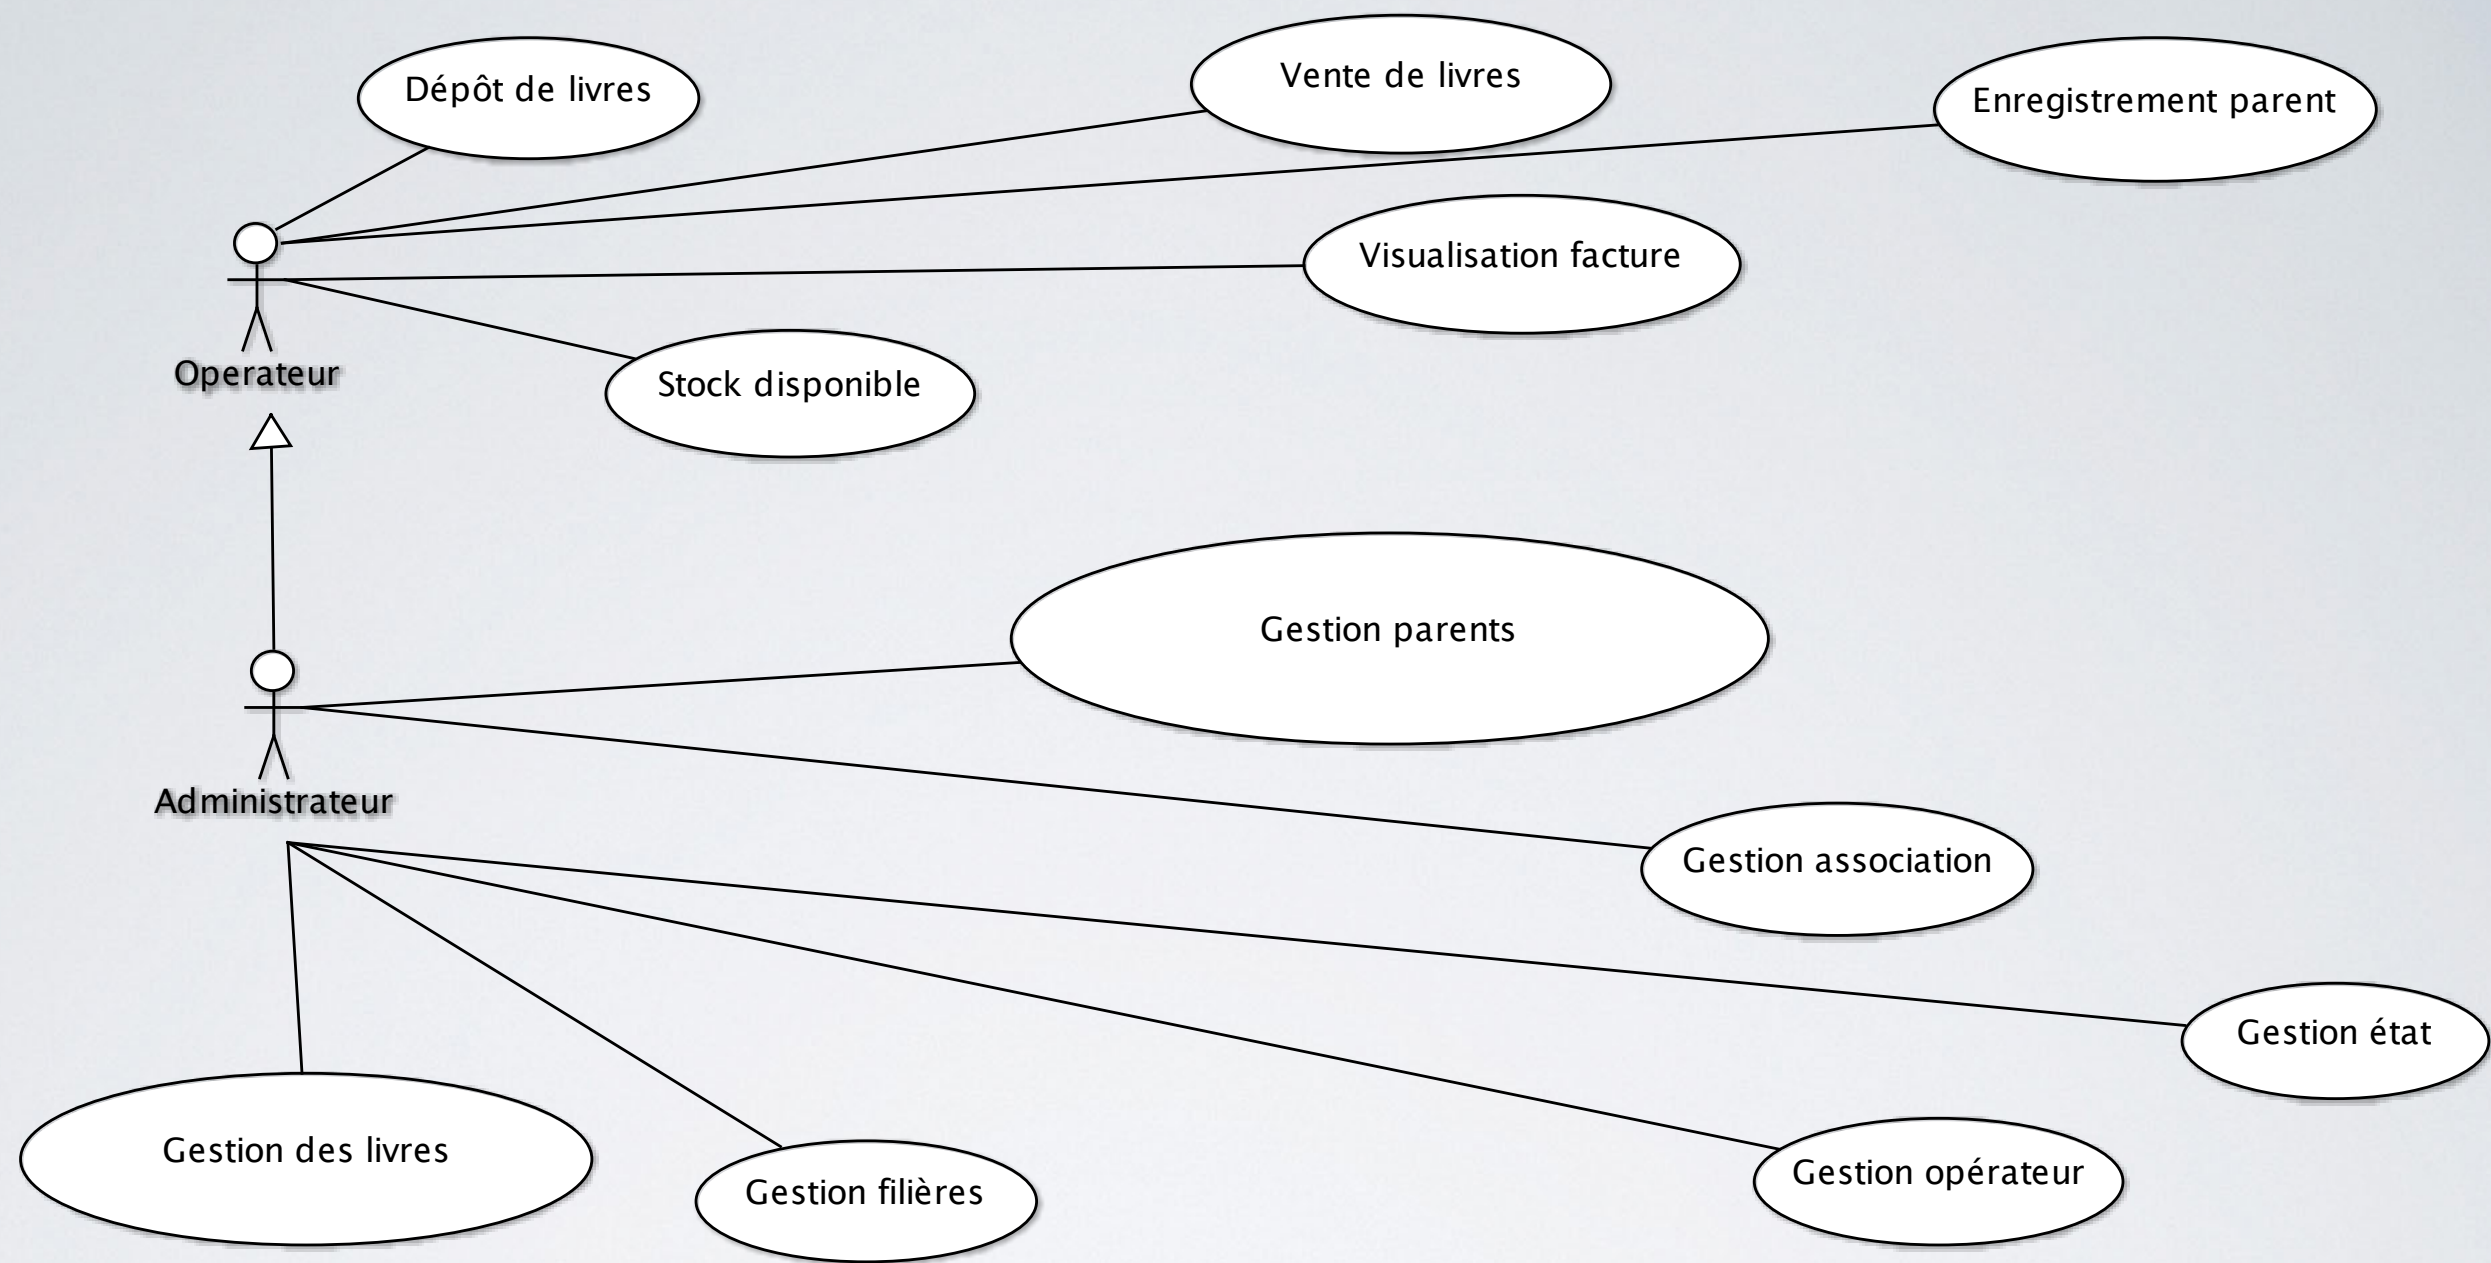 Dépôt de livres
Vente de livres
Enregistrement parent
Visualisation facture
Operateur
Stock disponible
Gestion parents
Administrateur
Gestion association
Gestion état
Gestion des livres
Gestion filières
Gestion opérateur